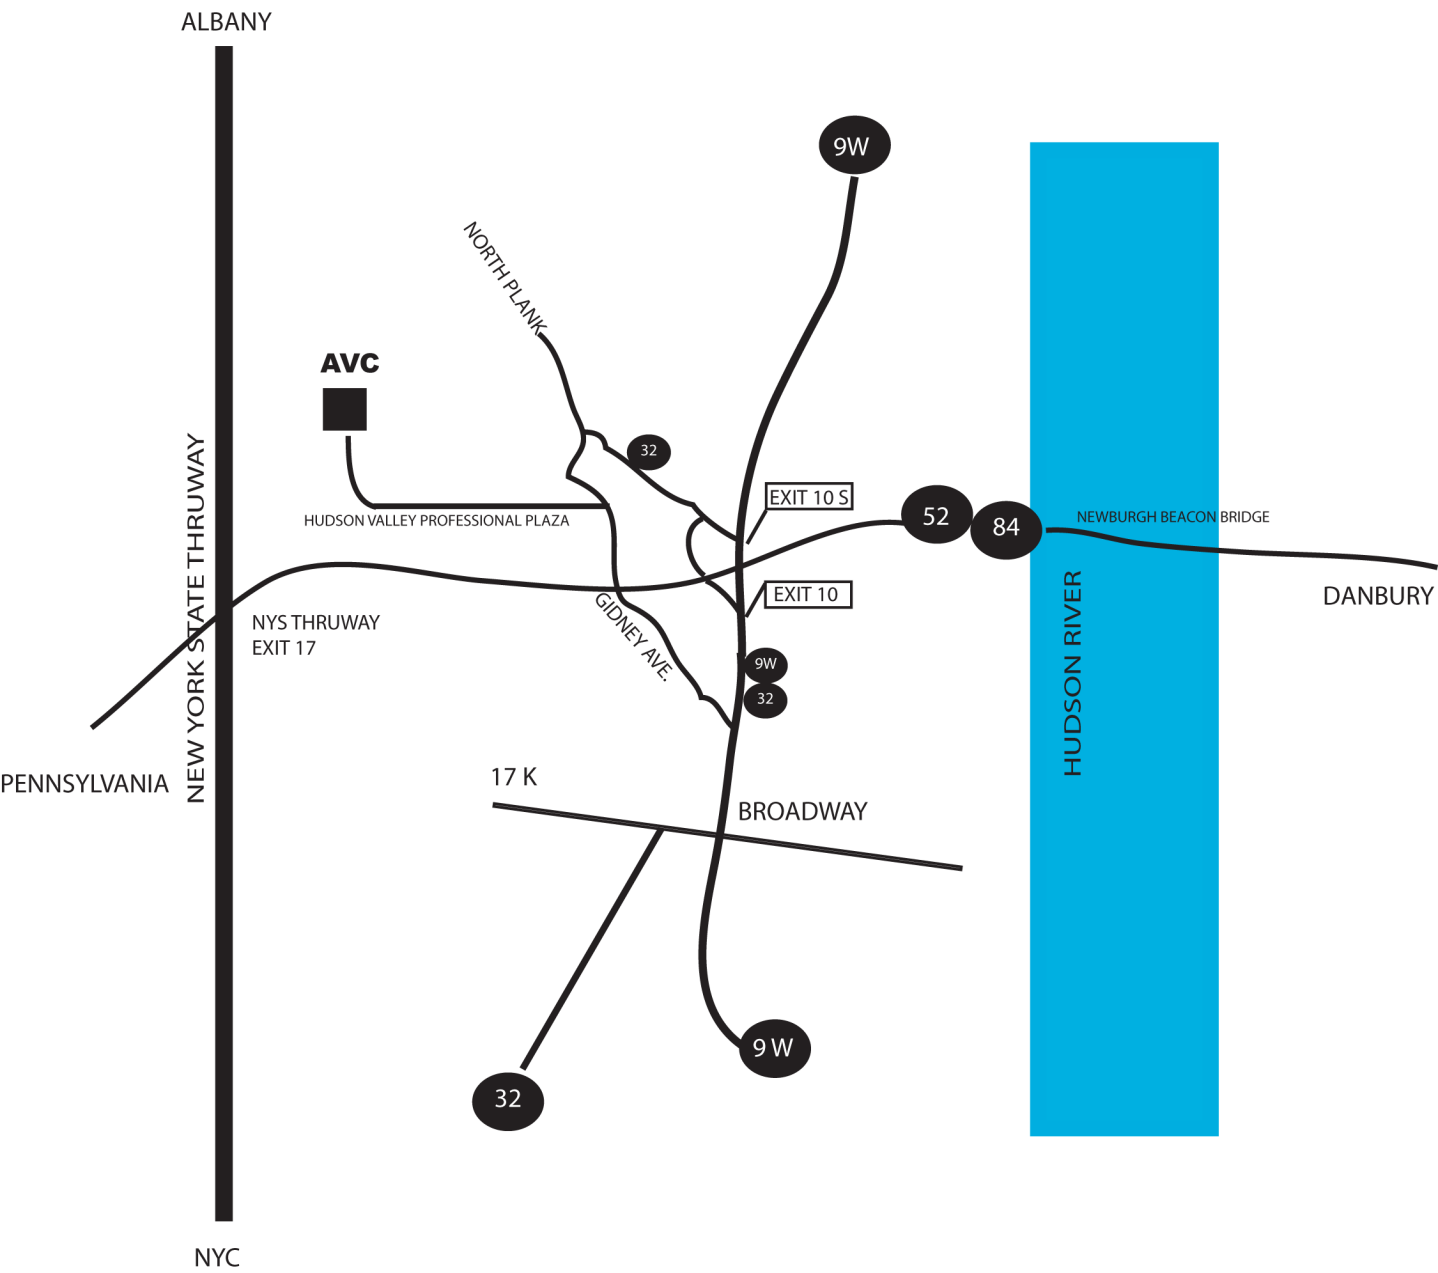 ALBANY
9W
NORTH PLANK
AVC
32
EXIT 10 S
52
84
NEWBURGH BEACON BRIDGE
HUDSON VALLEY PROFESSIONAL PLAZA
NEW YORK STATE THRUWAY
NYS THRUWAY
EXIT 17
GIDNEY AVE.
EXIT 10
DANBURY
HUDSON RIVER
9W
32
PENNSYLVANIA
17 K
BROADWAY
9 W
32
NYC